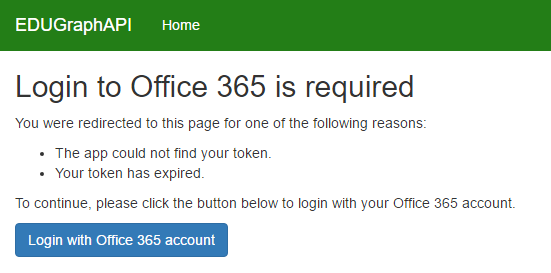 EDUGraphAPI Home
Login to Office 365 is required
You were redirected to this page for one of the following reasons:
• The app could not find your token.
• Your token has expired.
To continue, please click the button below to login with your Office 365 account.
Login with Office 365 account